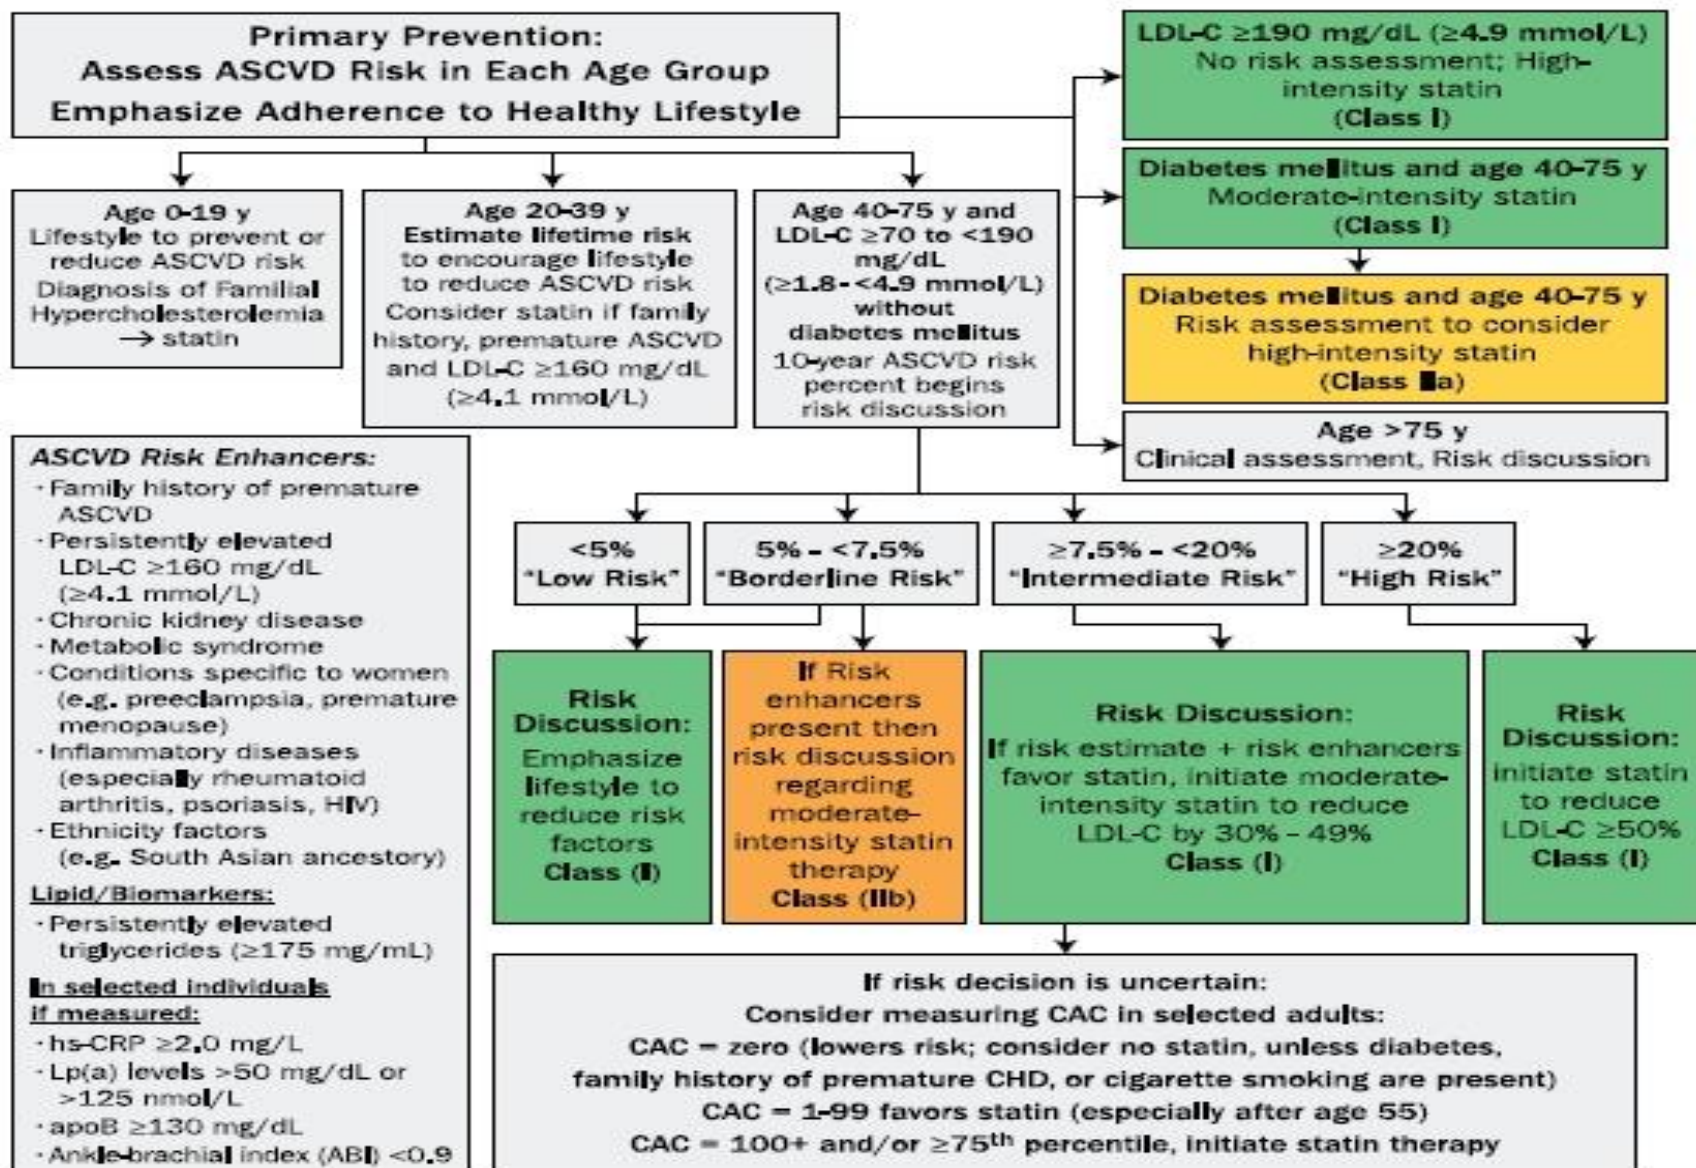 Primary Prevention:
Assess ASCVD Risk in Each Age Group
Emphasize Adherence to Healthy Lifestyle
LDL-C ≥190 mg/dL (≥4.9 mmol/L)
No risk assessment; High-
intensity statin
(Class I)
Diabetes mellitus and age 40-75 y
Moderate-intensity statin
(Class I)
Diabetes mellitus and age 40-75 y
Risk assessment to consider
high-intensity statin
(Class IIa)
Age >75 y
Clinical assessment, Risk discussion
Age 0-19 y
Lifestyle to prevent or
reduce ASCVD risk
Diagnosis of Familial
Hypercholesterolemia
→ statin
Age 20-39 y
Estimate lifetime risk
to encourage lifestyle
to reduce ASCVD risk
Consider statin if family
history, premature ASCVD
and LDL-C ≥160 mg/dL
(≥4.1 mmol/L)
Age 40-75 y and
LDL-C ≥70 to <190
mg/dL
(≥1.8-<4.9 mmol/L)
without
diabetes mellitus
10-year ASCVD risk
percent begins
risk discussion
ASCVD Risk Enhancers:
· Family history of premature
ASCVD
· Persistently elevated
LDL-C ≥160 mg/dL
(≥4.1 mmol/L)
· Chronic kidney disease
· Metabolic syndrome
· Conditions specific to women
(e.g. preeclampsia, premature
menopause)
· Inflammatory diseases
(especially rheumatoid
arthritis, psoriasis, HIV)
· Ethnicity factors
(e.g. South Asian ancestory)
Lipid/Biomarkers:
· Persistently elevated
triglycerides (≥175 mg/mL)
In selected individuals
if measured:
· hs-CRP ≥2.0 mg/L
· Lp(a) levels >50 mg/dL or
>125 nmol/L
· apoB ≥130 mg/dL
· Ankle-brachial index (ABI) <0.9
<5%
"Low Risk"
5% - <7.5%
"Borderline Risk"
≥7.5% - <20%
"Intermediate Risk"
≥20%
"High Risk"
Risk
Discussion:
Emphasize
lifestyle to
reduce risk
factors
Class (I)
If Risk
enhancers
present then
risk discussion
regarding
moderate-
intensity statin
therapy
Class (IIb)
Risk Discussion:
If risk estimate + risk enhancers
favor statin, initiate moderate-
intensity statin to reduce
LDL-C by 30% - 49%
Class (I)
Risk
Discussion:
initiate statin
to reduce
LDL-C ≥50%
Class (I)
If risk decision is uncertain:
Consider measuring CAC in selected adults:
CAC = zero (lowers risk; consider no statin, unless diabetes,
family history of premature CHD, or cigarette smoking are present)
CAC = 1-99 favors statin (especially after age 55)
CAC = 100+ and/or ≥75th percentile, initiate statin therapy